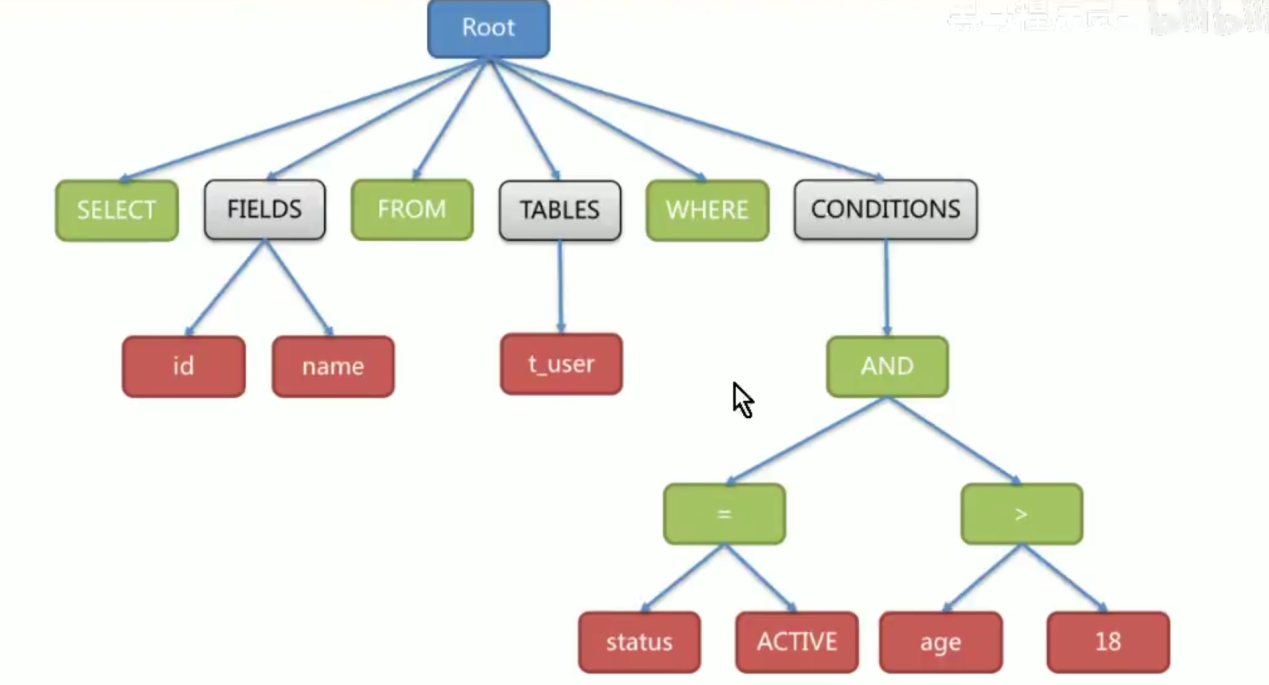 Root
SELECT FIELDS FROM TABLES WHERE CONDITIONS
id name t_user AND
= >
status ACTIVE age 18